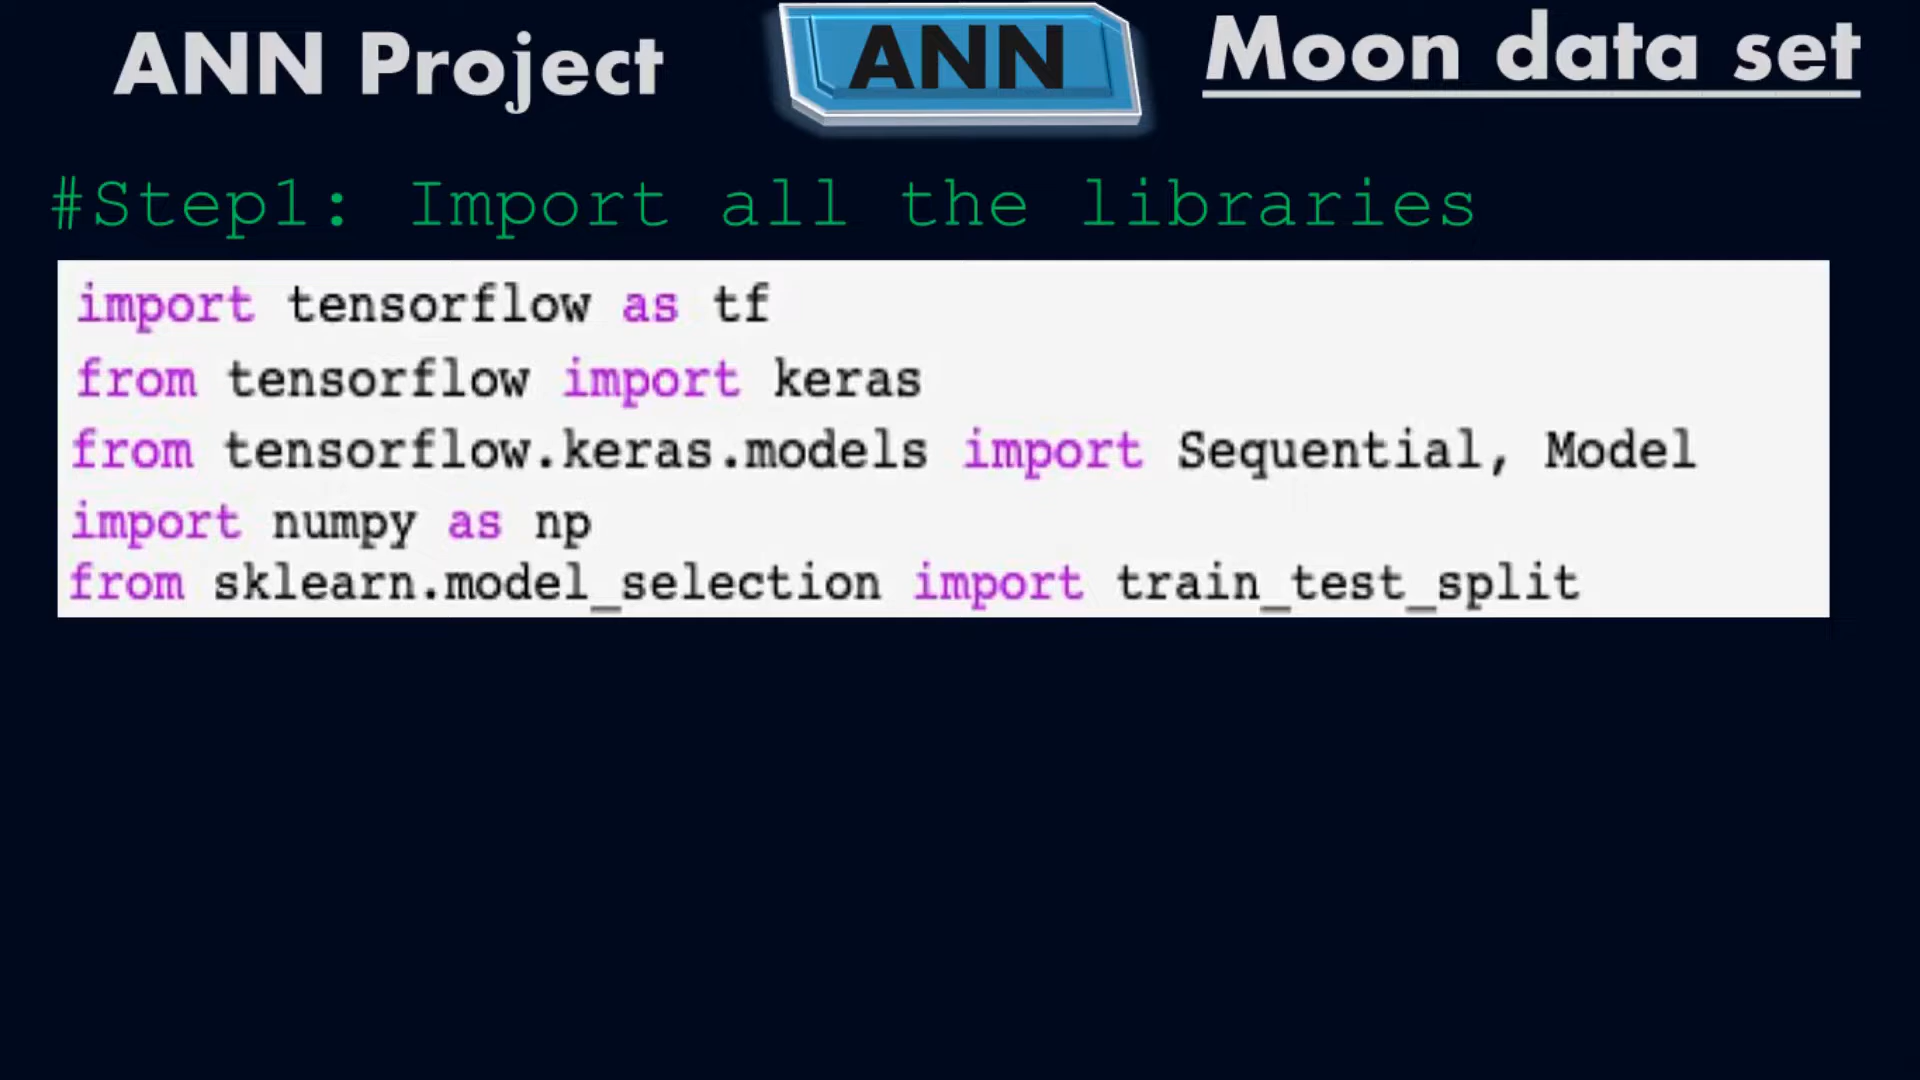 ANN Project
ANN
Moon data set
#Step1: Import all the libraries
import tensorflow as tf
from tensorflow import keras
from tensorflow.keras.models import Sequential, Model
import numpy as np
from sklearn.model_selection import train_test_split